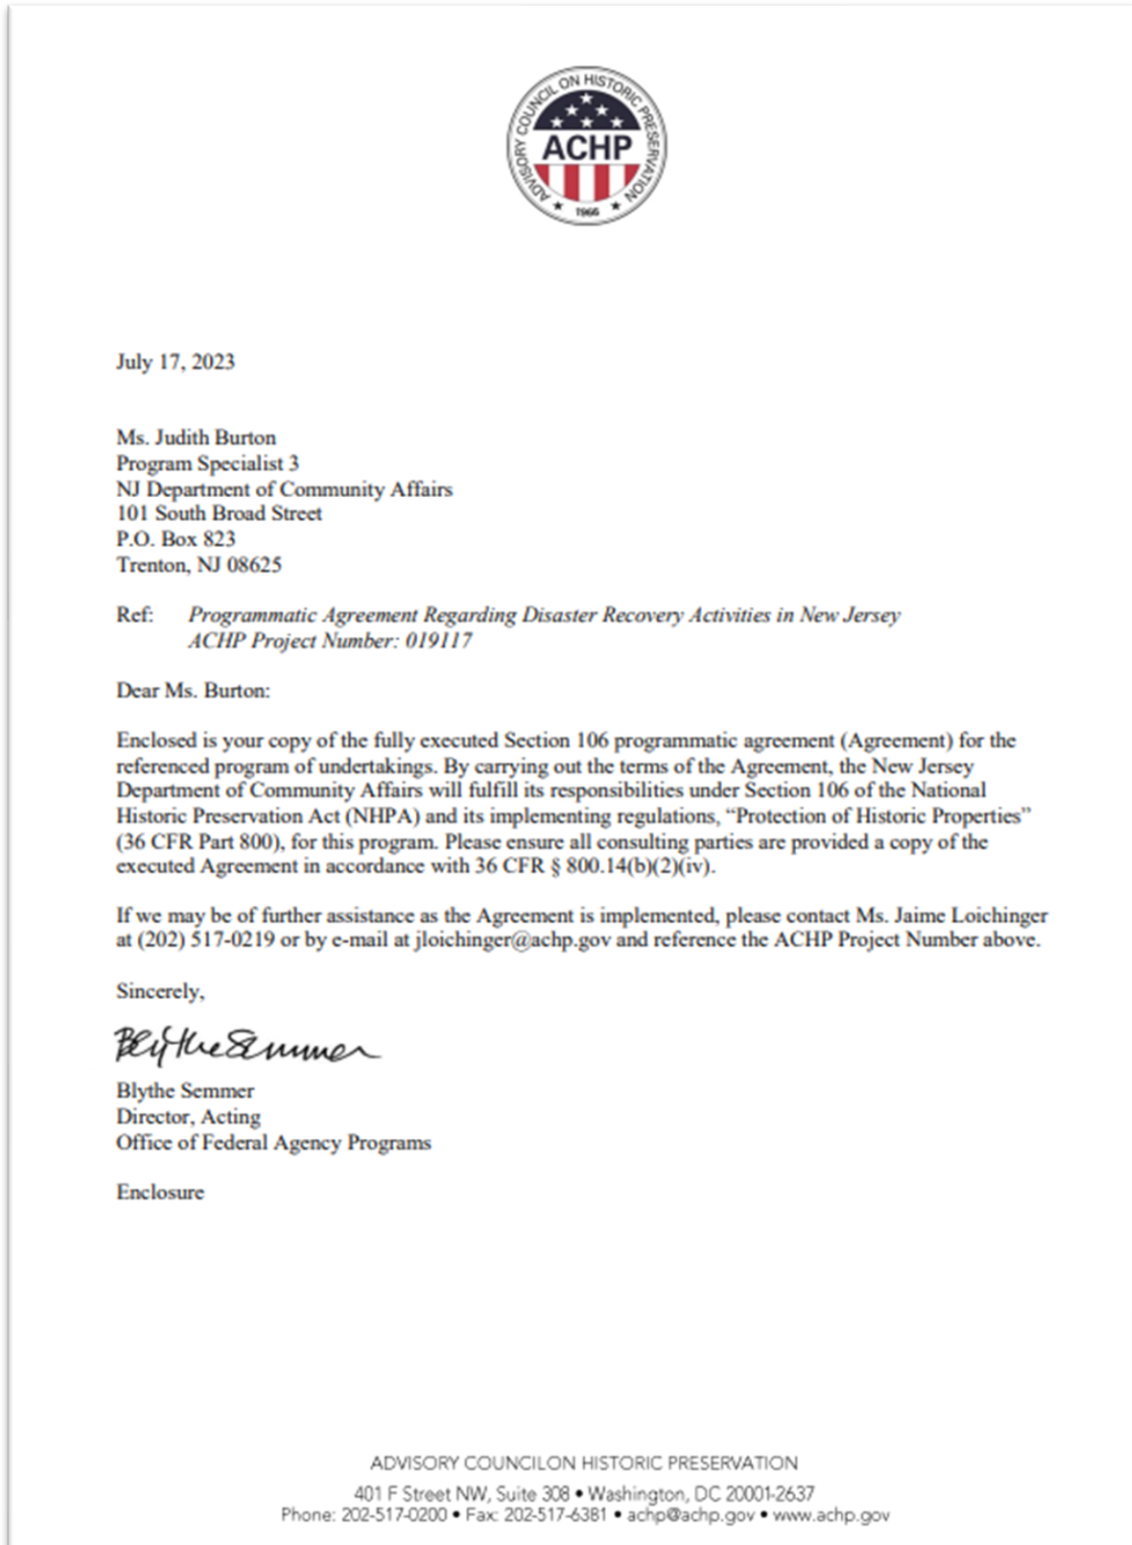 ADVISORY COUNCIL ON HISTORIC PRESERVATION
ACHP
1966
July 17, 2023
Ms. Judith Burton
Program Specialist 3
NJ Department of Community Affairs
101 South Broad Street
P.O. Box 823
Trenton, NJ 08625
Ref: Programmatic Agreement Regarding Disaster Recovery Activities in New Jersey
ACHP Project Number: 019117
Dear Ms. Burton:
Enclosed is your copy of the fully executed Section 106 programmatic agreement (Agreement) for the
referenced program of undertakings. By carrying out the terms of the Agreement, the New Jersey
Department of Community Affairs will fulfill its responsibilities under Section 106 of the National
Historic Preservation Act (NHPA) and its implementing regulations, “Protection of Historic Properties”
(36 CFR Part 800), for this program. Please ensure all consulting parties are provided a copy of the
executed Agreement in accordance with 36 CFR § 800.14(b)(2)(iv).
If we may be of further assistance as the Agreement is implemented, please contact Ms. Jaime Loichinger
at (202) 517-0219 or by e-mail at jloichinger@achp.gov and reference the ACHP Project Number above.
Sincerely,
Blythe Semmer
Blythe Semmer
Director, Acting
Office of Federal Agency Programs
Enclosure
ADVISORY COUNCILON HISTORIC PRESERVATION
401 F Street NW, Suite 308 • Washington, DC 20001-2637
Phone: 202-517-0200 • Fax: 202-517-6381 • achp@achp.gov • www.achp.gov